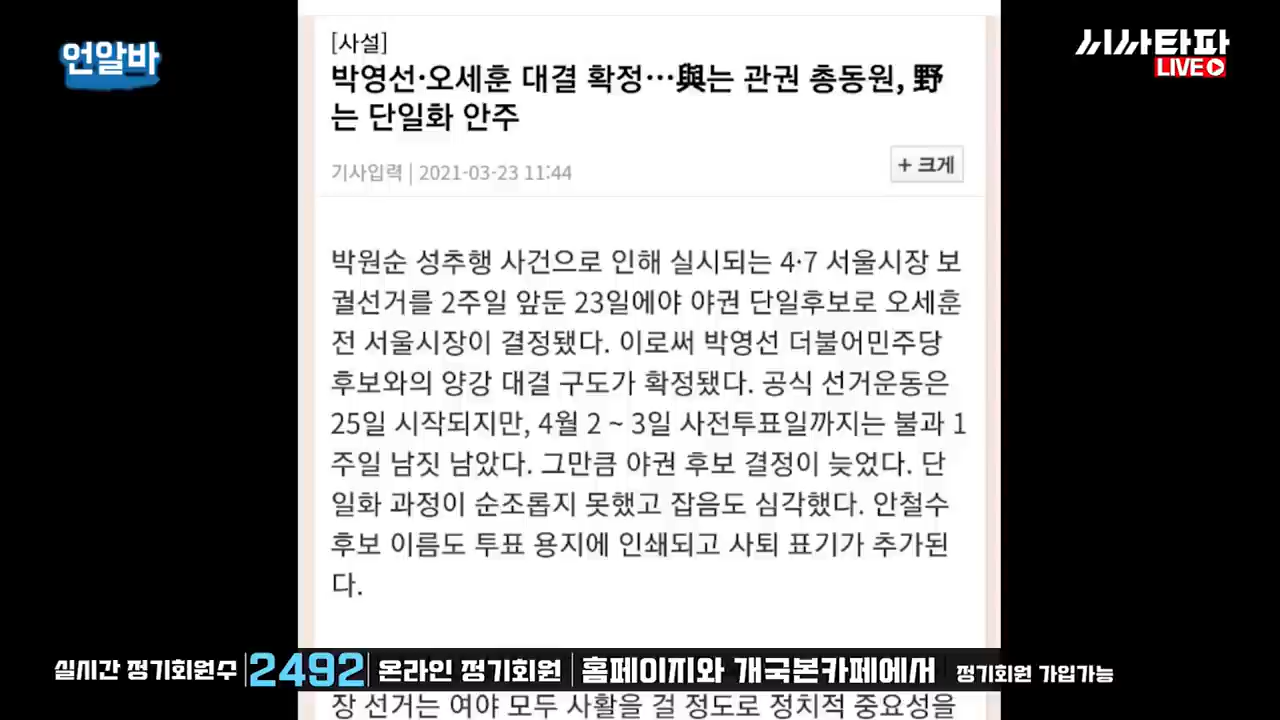 언알바
시사타파
LIVE
[사설]
박영선·오세훈 대결 확정…與는 관권 총동원, 野
는 단일화 안주
기사입력 | 2021-03-23 11:44
+ 크게
박원순 성추행 사건으로 인해 실시되는 4·7 서울시장 보
궐선거를 2주일 앞둔 23일에야 야권 단일후보로 오세훈
전 서울시장이 결정됐다. 이로써 박영선 더불어민주당
후보와의 양강 대결 구도가 확정됐다. 공식 선거운동은
25일 시작되지만, 4월 2 ~ 3일 사전투표일까지는 불과 1
주일 남짓 남았다. 그만큼 야권 후보 결정이 늦었다. 단
일화 과정이 순조롭지 못했고 잡음도 심각했다. 안철수
후보 이름도 투표 용지에 인쇄되고 사퇴 표기가 추가된
다.
실시간 정기회원수 2492 온라인 정기회원 홈페이지와 개국본카페에서 정기회원 가입가능
장 선거는 여야 모두 사활을 걸 정도로 정치적 중요성을